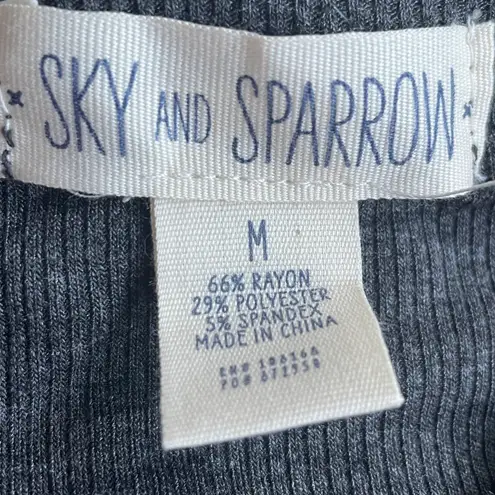 SKY AND SPARROW
M
66% RAYON
29% POLYESTER
5% SPANDEX
MADE IN CHINA